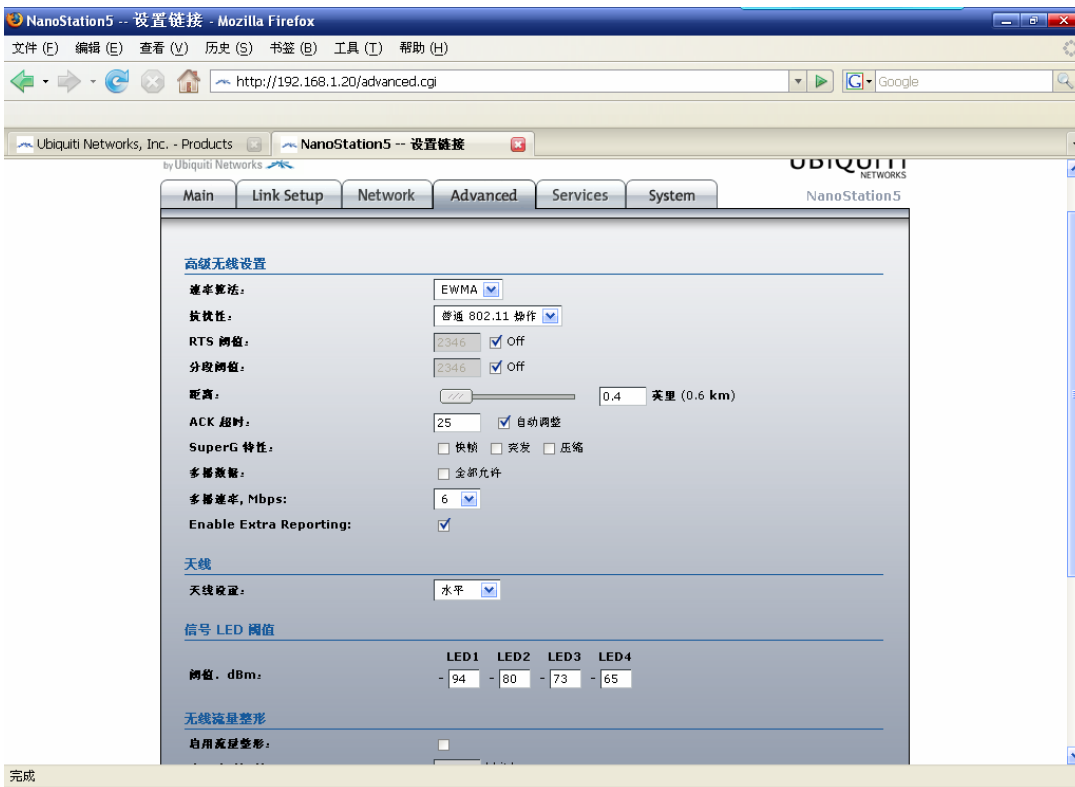 NanoStation5 -- 设置链接 - Mozilla Firefox
文件 (F) 编辑 (E) 查看 (V) 历史 (S) 书签 (B) 工具 (T) 帮助 (H)
http://192.168.1.20/advanced.cgi
G Google
Ubiquiti Networks, Inc. - Products
NanoStation5 -- 设置链接
by Ubiquiti Networks
UBIQUITI
NETWORKS
Main Link Setup Network Advanced Services System NanoStation5
高级无线设置
速率算法: EWMA
抗扰性: 普通 802.11 操作
RTS 阈值: 2346 Off
分段阈值: 2346 Off
距离: 0.4 英里 (0.6 km)
ACK 超时: 25 自动调整
SuperG 特性: 快帧 突发 压缩
多播数据: 全部允许
多播速率, Mbps: 6
Enable Extra Reporting:
天线
天线设置: 水平
信号 LED 阈值
LED1 LED2 LED3 LED4
阈值. dBm: - 94 - 80 - 73 - 65
无线流量整形
启用流量整形:
完成